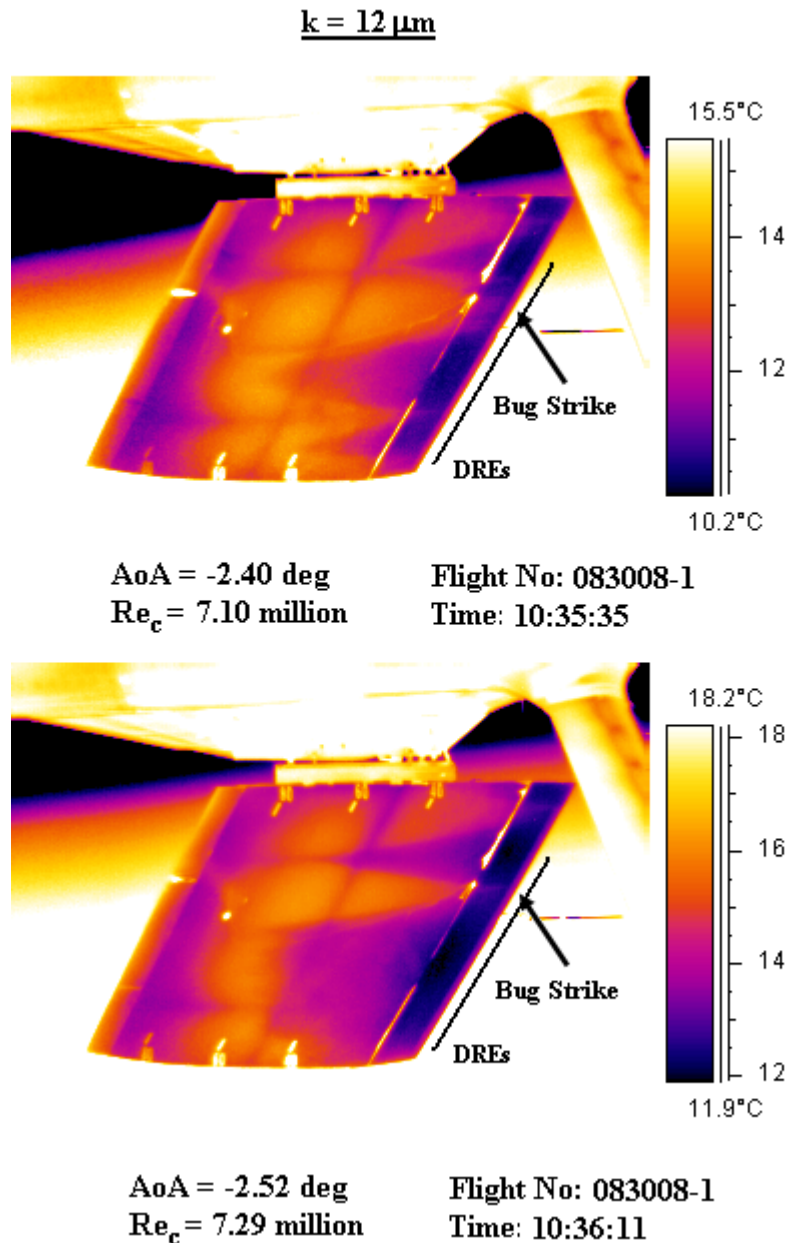 k = 12 μm
15.5°C
14
12
10.2°C
Bug Strike
DREs
AoA = -2.40 deg
Flight No: 083008-1
Re_c = 7.10 million
Time: 10:35:35
18.2°C
18
16
14
12
11.9°C
Bug Strike
DREs
AoA = -2.52 deg
Flight No: 083008-1
Re_c = 7.29 million
Time: 10:36:11